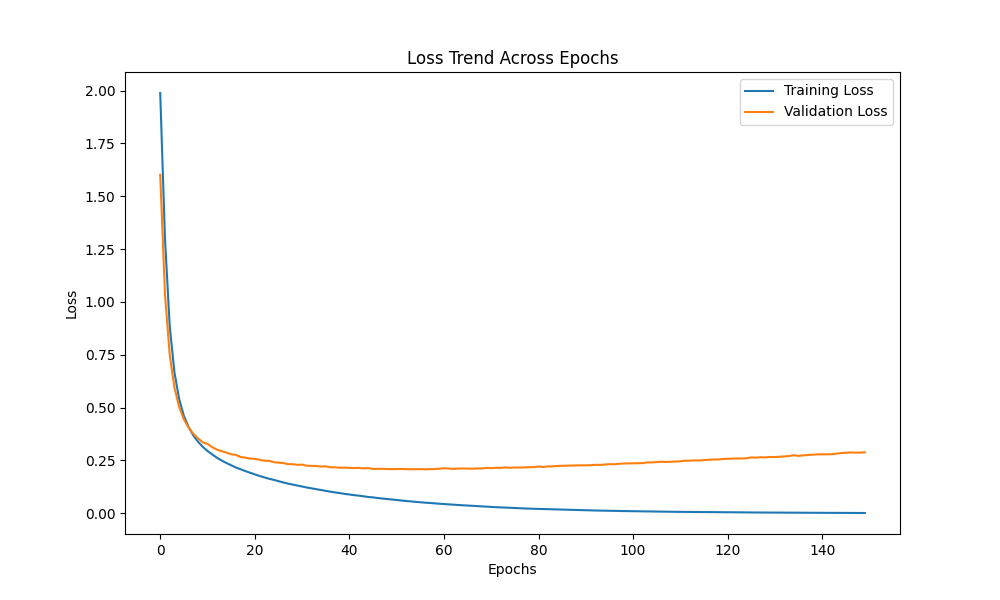 Loss Trend Across Epochs
Training Loss
Validation Loss
2.00
1.75
1.50
1.25
1.00
0.75
0.50
0.25
0.00
Loss
0 20 40 60 80 100 120 140
Epochs